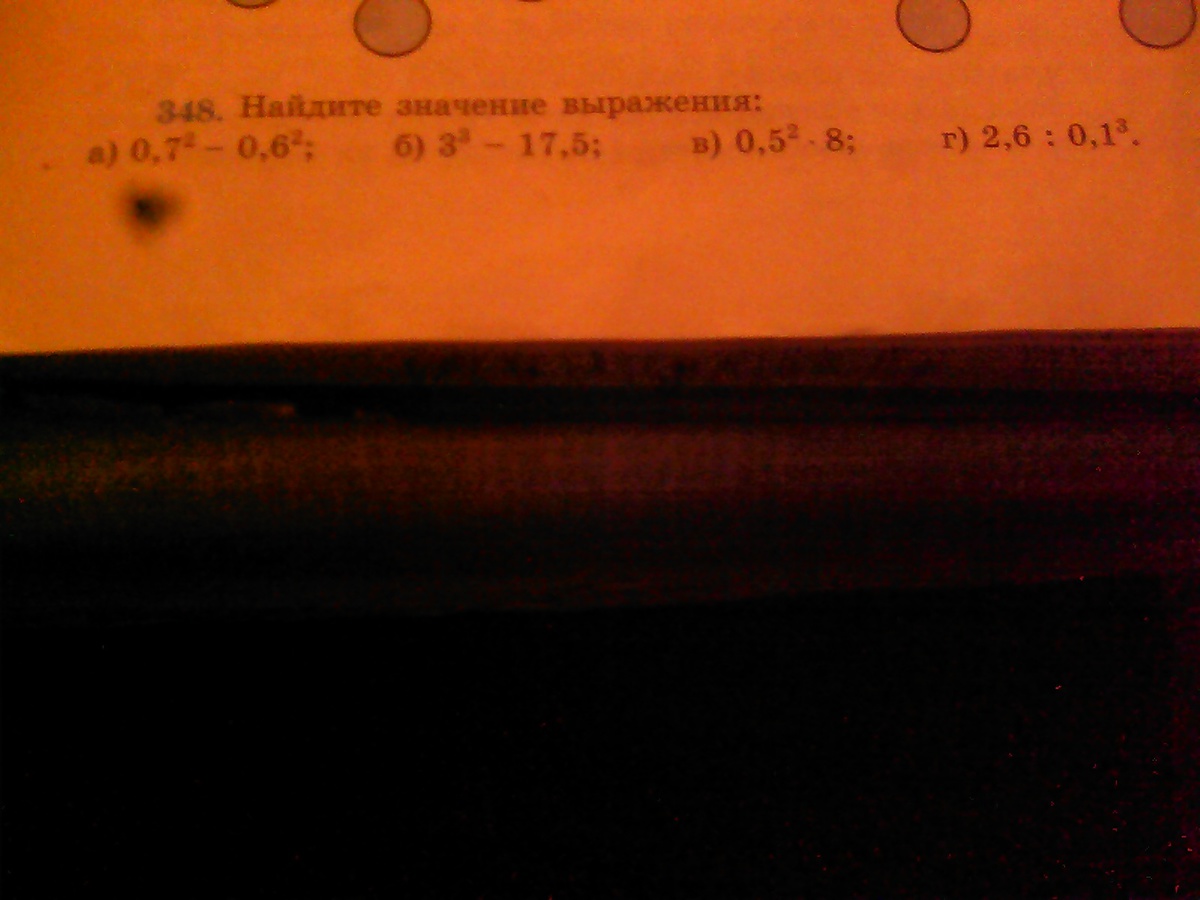 348. Найдите значение выражения:
а) 0,7² – 0,6²; б) 3³ – 17,5; в) 0,5² · 8; г) 2,6 : 0,1³.